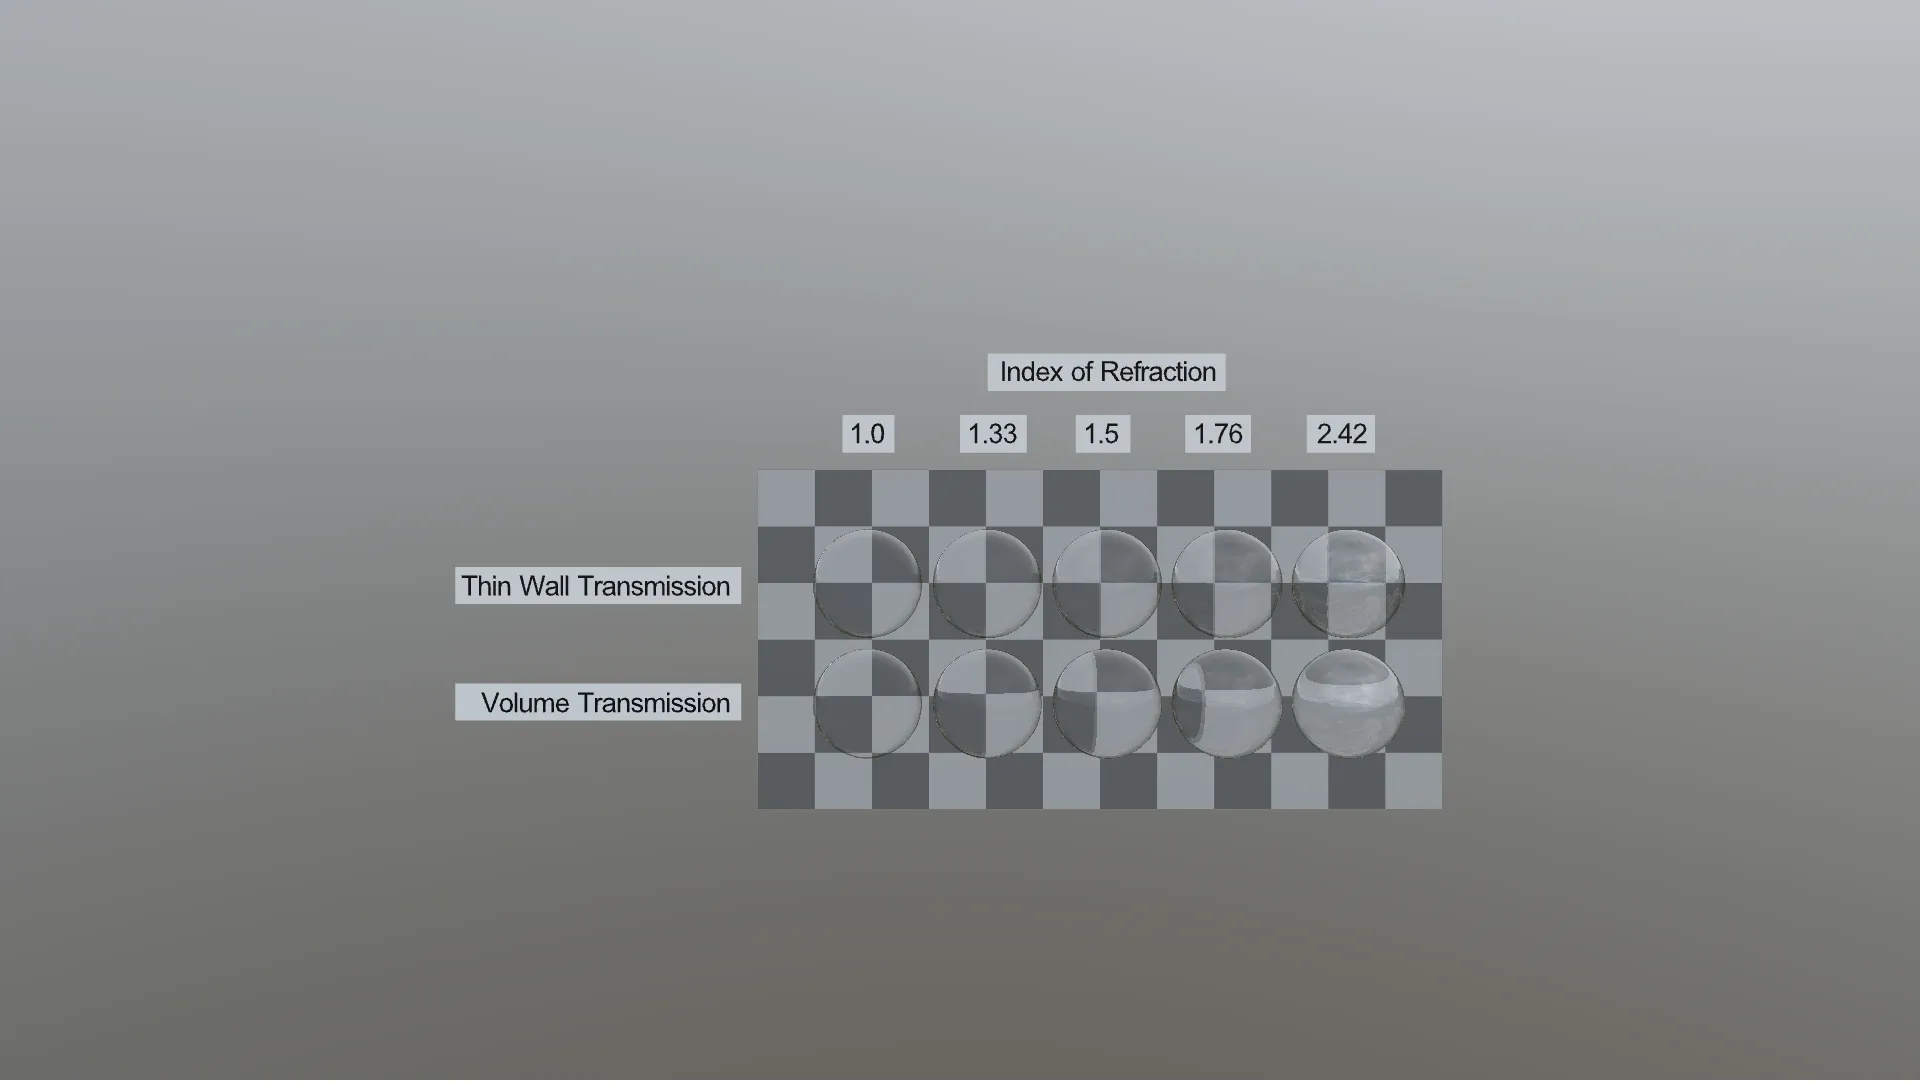 Index of Refraction
1.0 1.33 1.5 1.76 2.42
Thin Wall Transmission
Volume Transmission